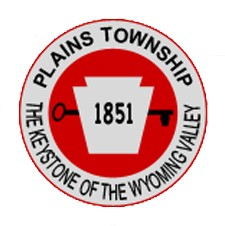 PLAINS TOWNSHIP
1851
THE KEYSTONE OF THE WYOMING VALLEY